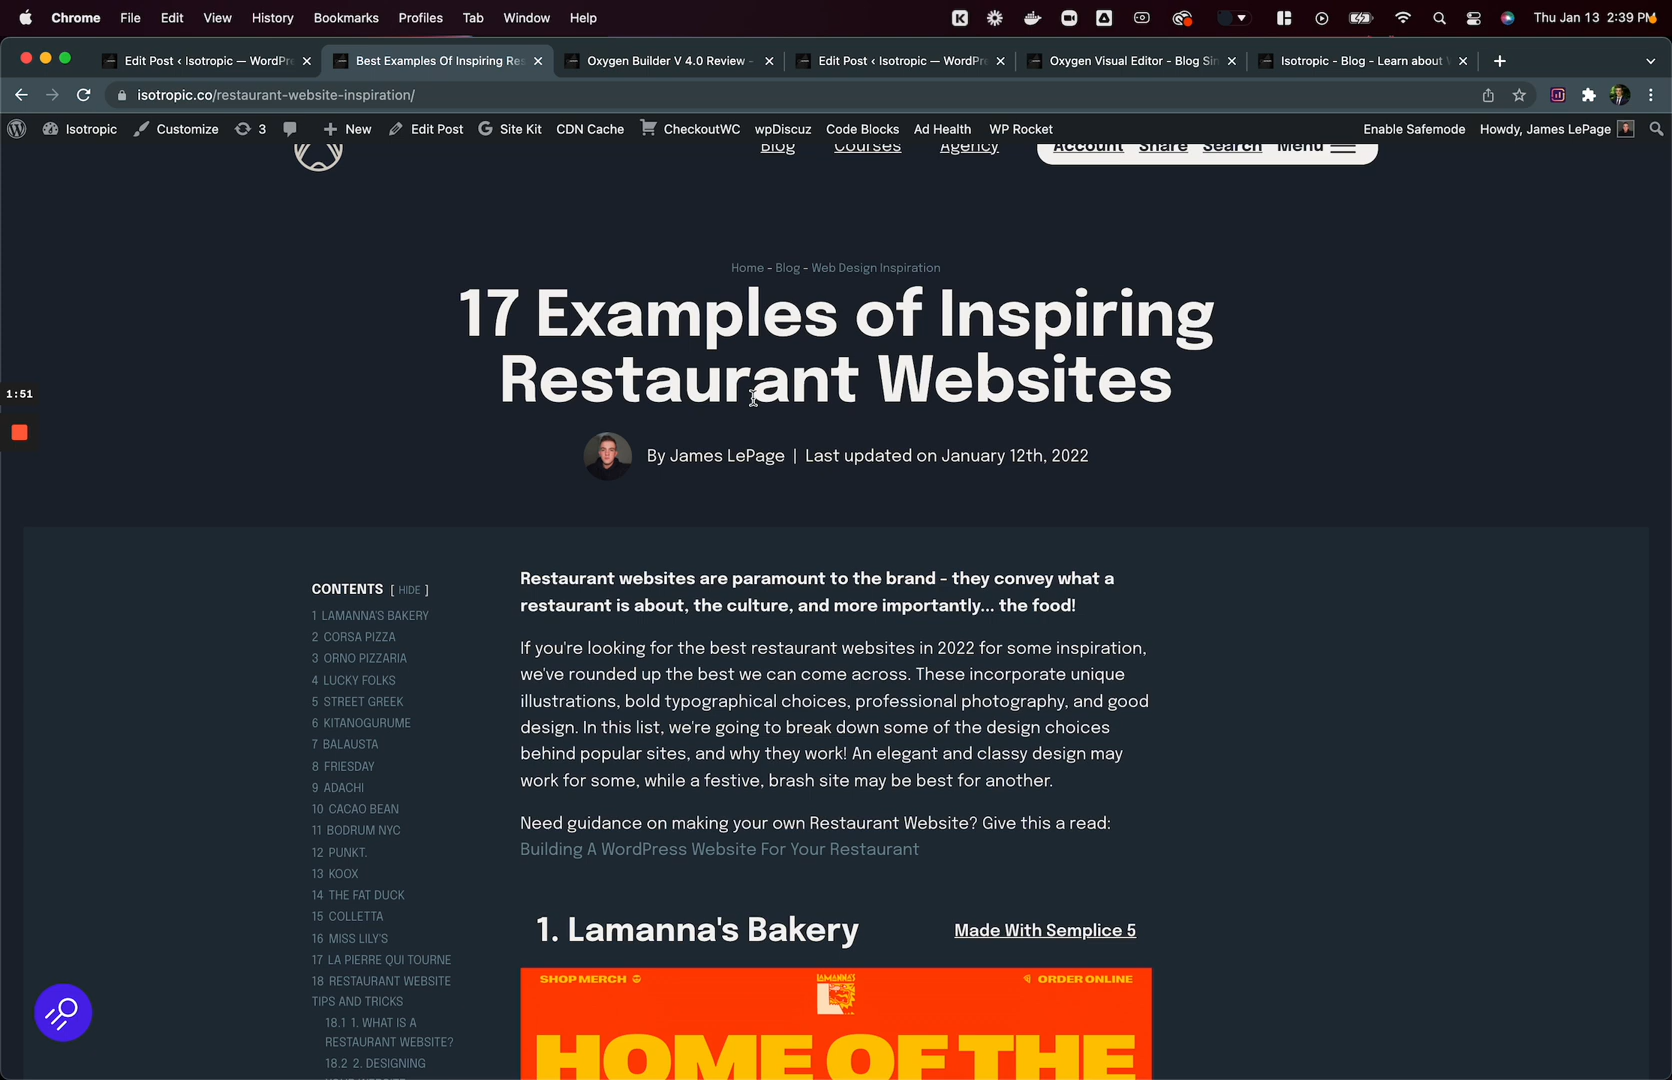 Chrome File Edit View History Bookmarks Profiles Tab Window Help Thu Jan 13 2:39 PM
Edit Post ‹ Isotropic — WordPre Best Examples Of Inspiring Res Oxygen Builder V 4.0 Review - Edit Post ‹ Isotropic — WordPre Oxygen Visual Editor - Blog Sin Isotropic - Blog - Learn about
isotropic.co/restaurant-website-inspiration/
Isotropic Customize 3 New Edit Post Site Kit CDN Cache CheckoutWC wpDiscuz Code Blocks Ad Health WP Rocket Enable Safemode Howdy, James LePage
Blog Courses Agency Account Share Search Menu
Home - Blog - Web Design Inspiration
17 Examples of Inspiring
Restaurant Websites
1:51
By James LePage | Last updated on January 12th, 2022
CONTENTS [ HIDE ]
1 LAMANNA'S BAKERY
2 CORSA PIZZA
3 ORNO PIZZARIA
4 LUCKY FOLKS
5 STREET GREEK
6 KITANOGURUME
7 BALAUSTA
8 FRIESDAY
9 ADACHI
10 CACAO BEAN
11 BODRUM NYC
12 PUNKT.
13 KOOX
14 THE FAT DUCK
15 COLLETTA
16 MISS LILY'S
17 LA PIERRE QUI TOURNE
18 RESTAURANT WEBSITE
TIPS AND TRICKS
18.1 1. WHAT IS A
RESTAURANT WEBSITE?
18.2 2. DESIGNING
Restaurant websites are paramount to the brand - they convey what a
restaurant is about, the culture, and more importantly... the food!
If you're looking for the best restaurant websites in 2022 for some inspiration,
we've rounded up the best we can come across. These incorporate unique
illustrations, bold typographical choices, professional photography, and good
design. In this list, we're going to break down some of the design choices
behind popular sites, and why they work! An elegant and classy design may
work for some, while a festive, brash site may be best for another.
Need guidance on making your own Restaurant Website? Give this a read:
Building A WordPress Website For Your Restaurant
1. Lamanna's Bakery Made With Semplice 5
SHOP MERCH LAMANNA'S ORDER ONLINE
HOME OF THE